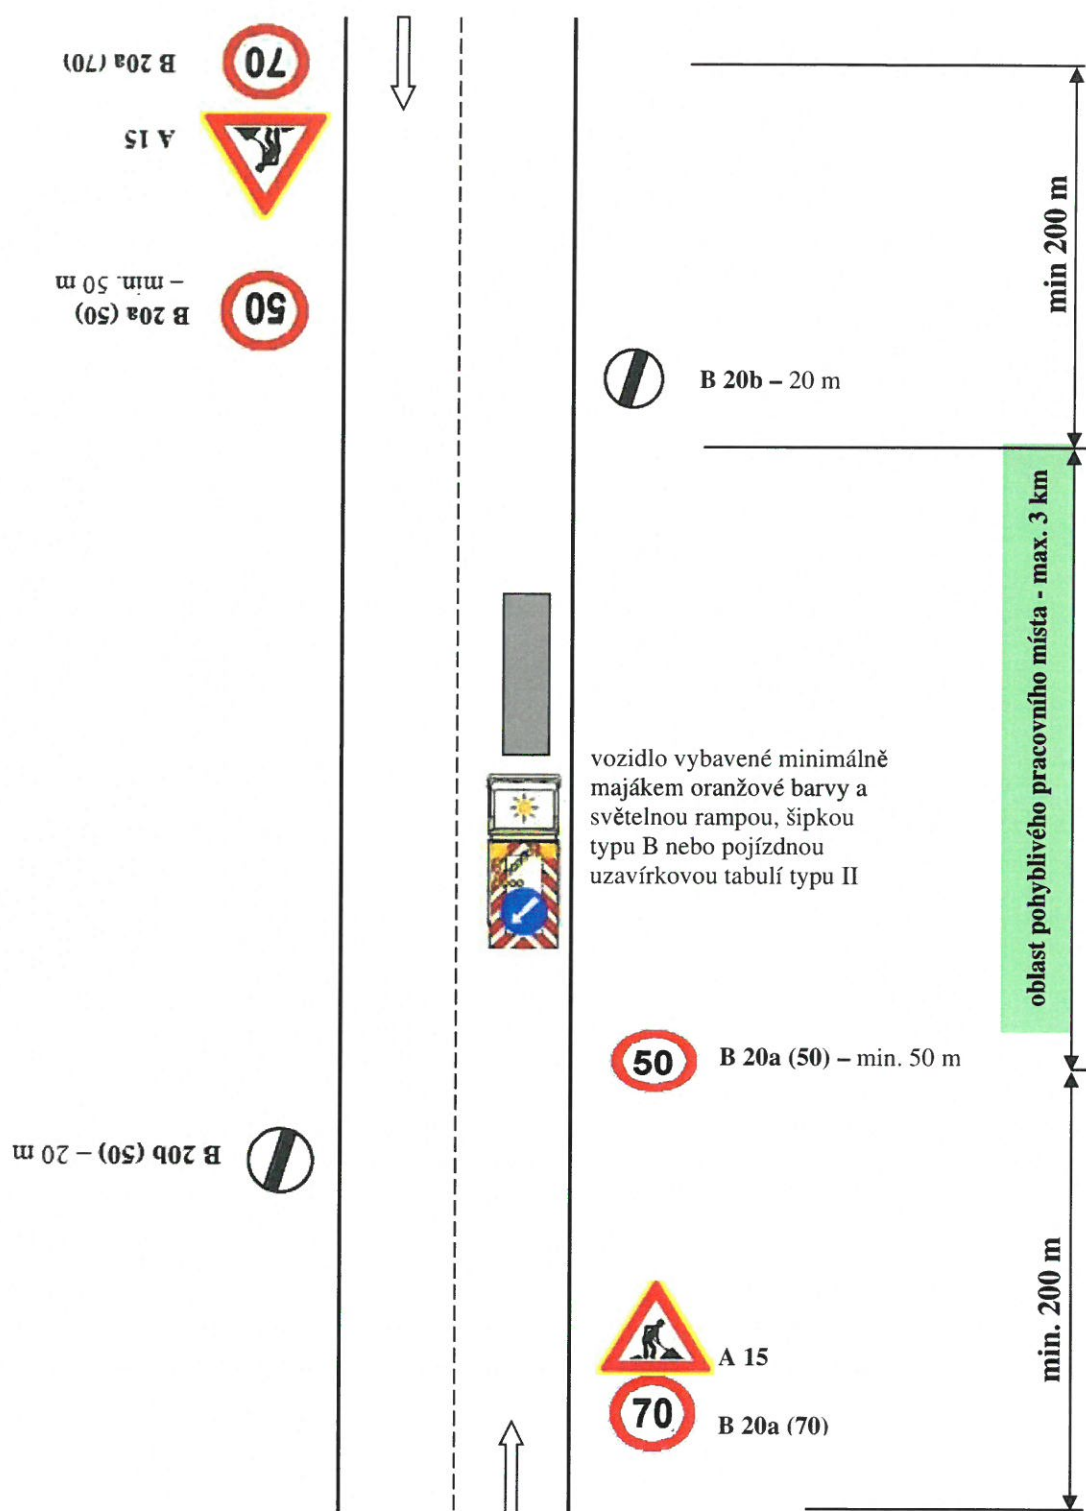 B 20a (70)
70
A 15
B 20a (50)
– min. 50 m
50
min 200 m
B 20b – 20 m
oblast pohyblivého pracovního místa - max. 3 km
vozidlo vybavené minimálně
majákem oranžové barvy a
světelnou rampou, šipkou
typu B nebo pojízdnou
uzavírkovou tabulí typu II
50
B 20a (50) – min. 50 m
B 20b (50) – 20 m
min. 200 m
A 15
70
B 20a (70)